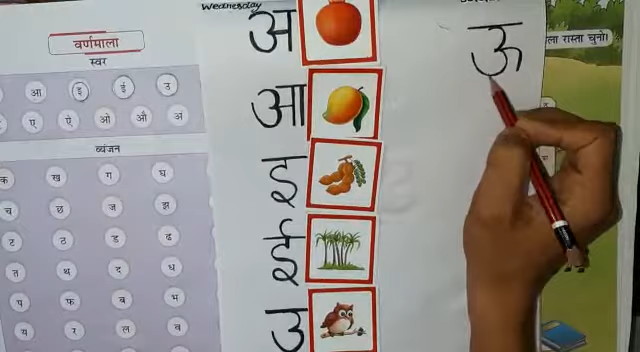 Wednesday
वर्णमाला
स्वर
आ इ ई उ
ए ऐ ओ औ अं
व्यंजन
क ख ग घ
च छ ज झ
ट ठ ड ढ
त थ द ध
प फ ब भ
य र ल व
अ
आ
इ
ई
उ
ऊ
रास्ता चुनो।